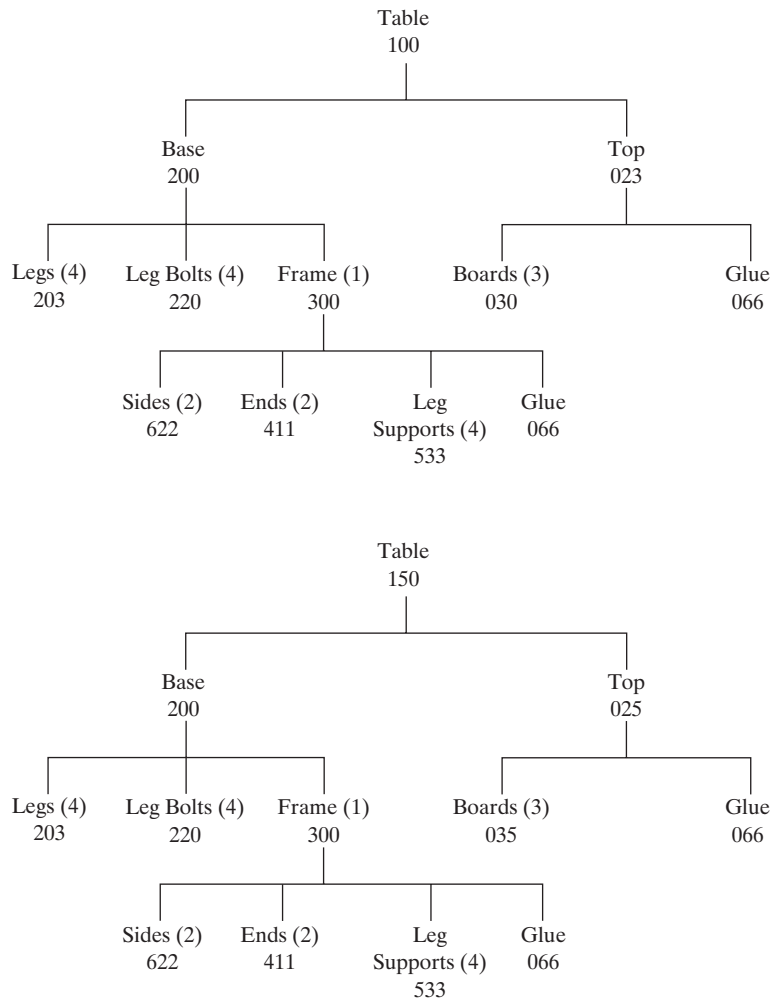 Table
100
Base
200
Top
023
Legs (4)
203
Leg Bolts (4)
220
Frame (1)
300
Boards (3)
030
Glue
066
Sides (2)
622
Ends (2)
411
Leg
Supports (4)
533
Glue
066
Table
150
Base
200
Top
025
Legs (4)
203
Leg Bolts (4)
220
Frame (1)
300
Boards (3)
035
Glue
066
Sides (2)
622
Ends (2)
411
Leg
Supports (4)
533
Glue
066